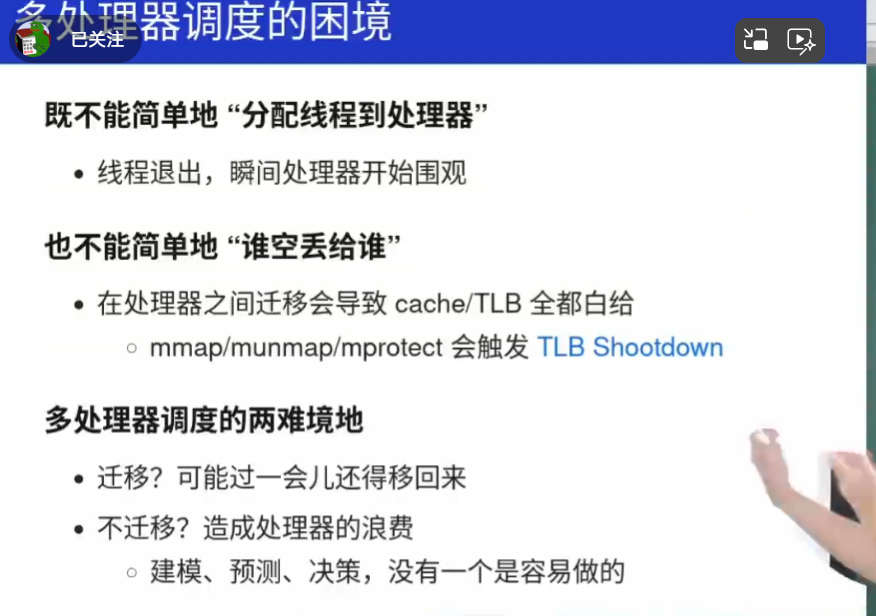 多处理器调度的困境
已关注
既不能简单地 “分配线程到处理器”
线程退出，瞬间处理器开始围观
也不能简单地 “谁空丢给谁”
在处理器之间迁移会导致 cache/TLB 全都白给
mmap/munmap/mprotect 会触发 TLB Shootdown
多处理器调度的两难境地
迁移？可能过一会儿还得移回来
不迁移？造成处理器的浪费
建模、预测、决策，没有一个是容易做的